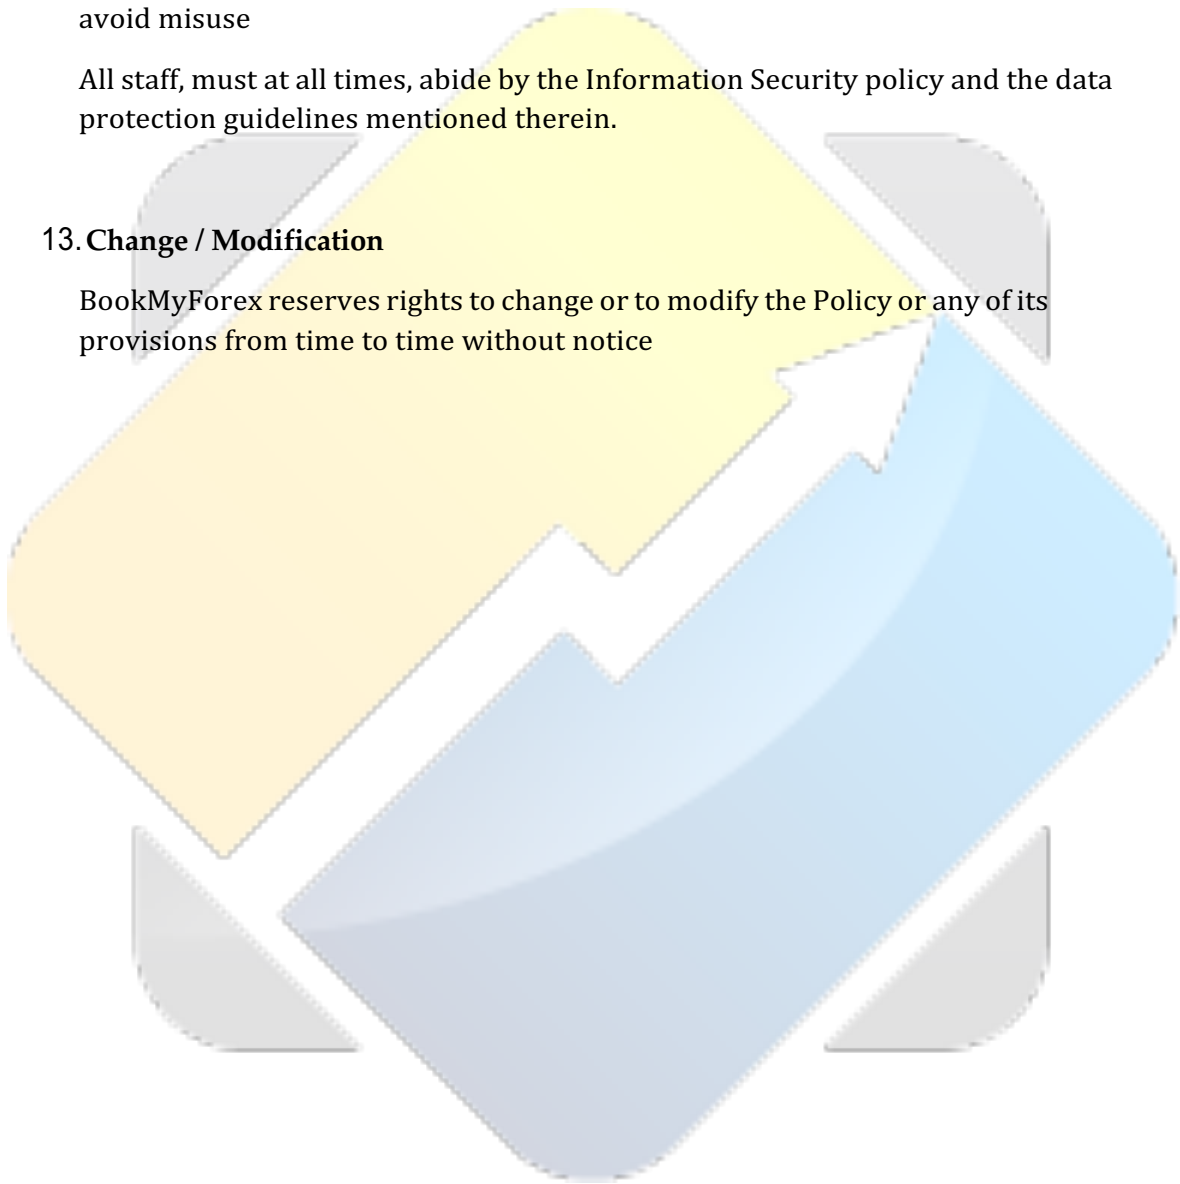 avoid misuse
All staff, must at all times, abide by the Information Security policy and the data
protection guidelines mentioned therein.
13. Change / Modification
BookMyForex reserves rights to change or to modify the Policy or any of its
provisions from time to time without notice